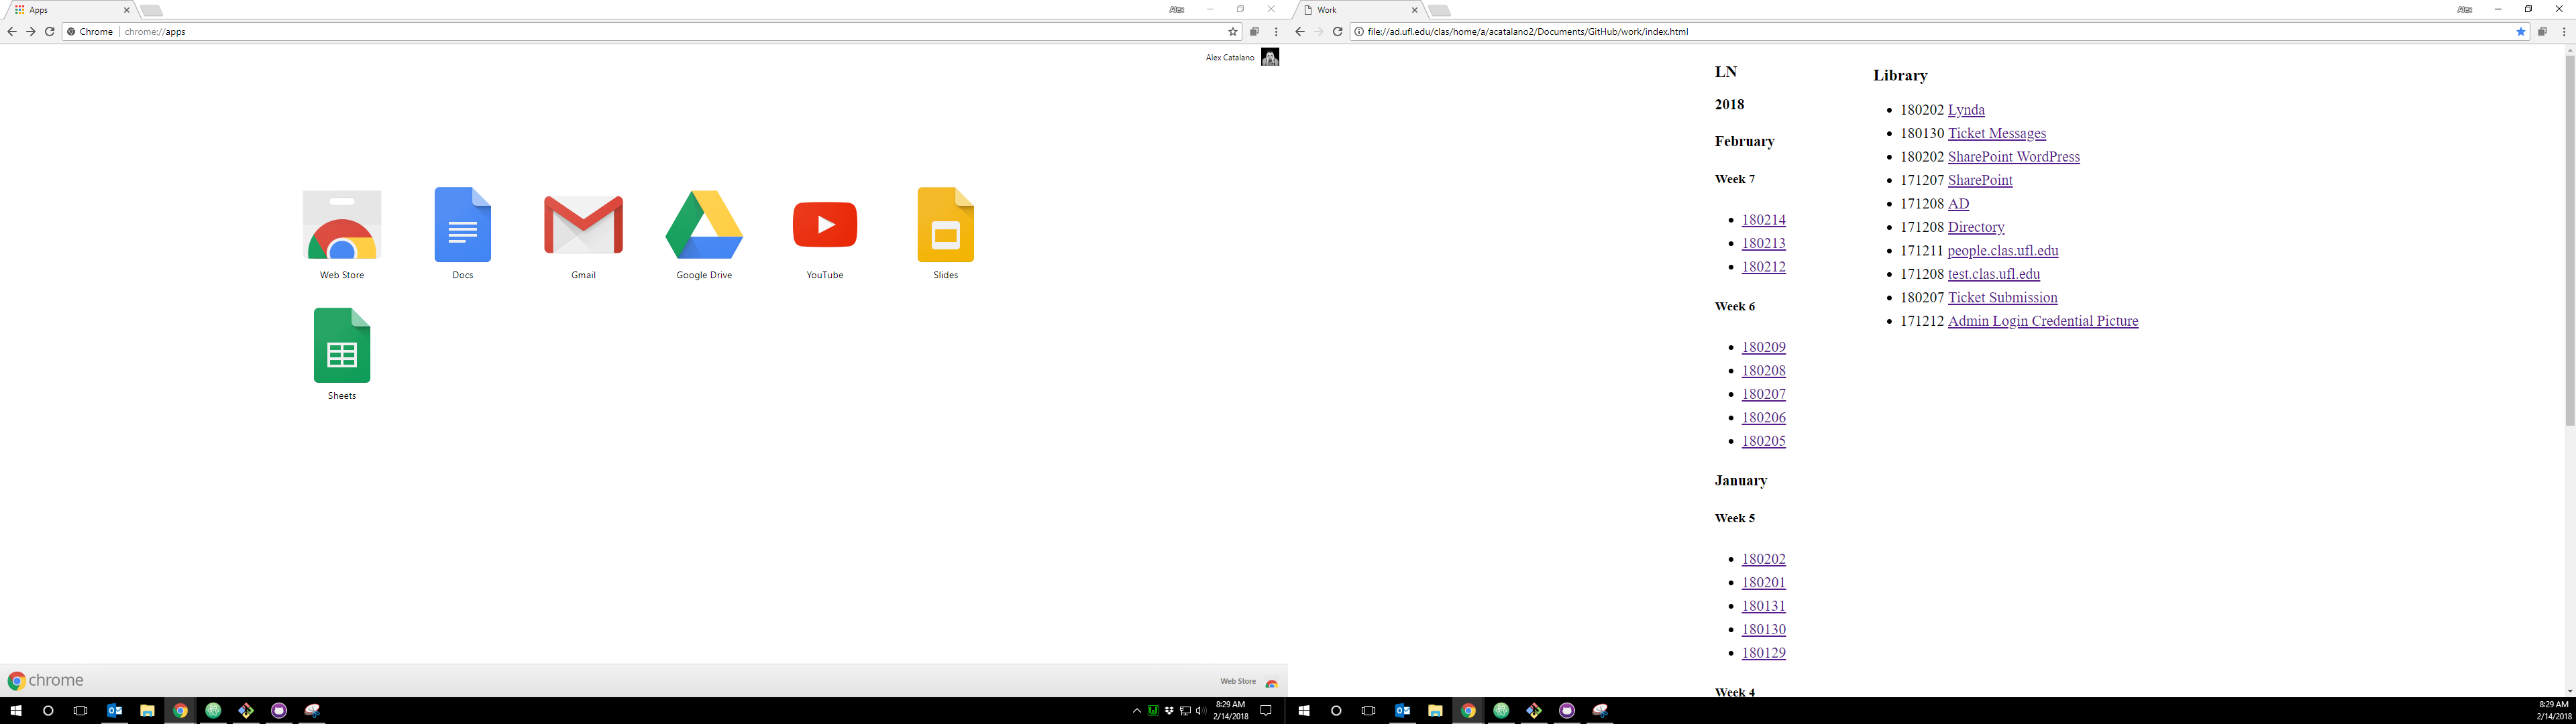 Apps
Alex
Chrome
chrome://apps
Alex Catalano
Web Store
Docs
Gmail
Google Drive
YouTube
Slides
Sheets
chrome
Web Store
8:29 AM
2/14/2018
Work
Alex
file://ad.ufl.edu/clas/home/a/acatalano2/Documents/GitHub/work/index.html
LN
2018
February
Week 7
180214
180213
180212
Week 6
180209
180208
180207
180206
180205
January
Week 5
180202
180201
180131
180130
180129
Week 4
Library
180202 Lynda
180130 Ticket Messages
180202 SharePoint WordPress
171207 SharePoint
171208 AD
171208 Directory
171211 people.clas.ufl.edu
171208 test.clas.ufl.edu
180207 Ticket Submission
171212 Admin Login Credential Picture
8:29 AM
2/14/2018